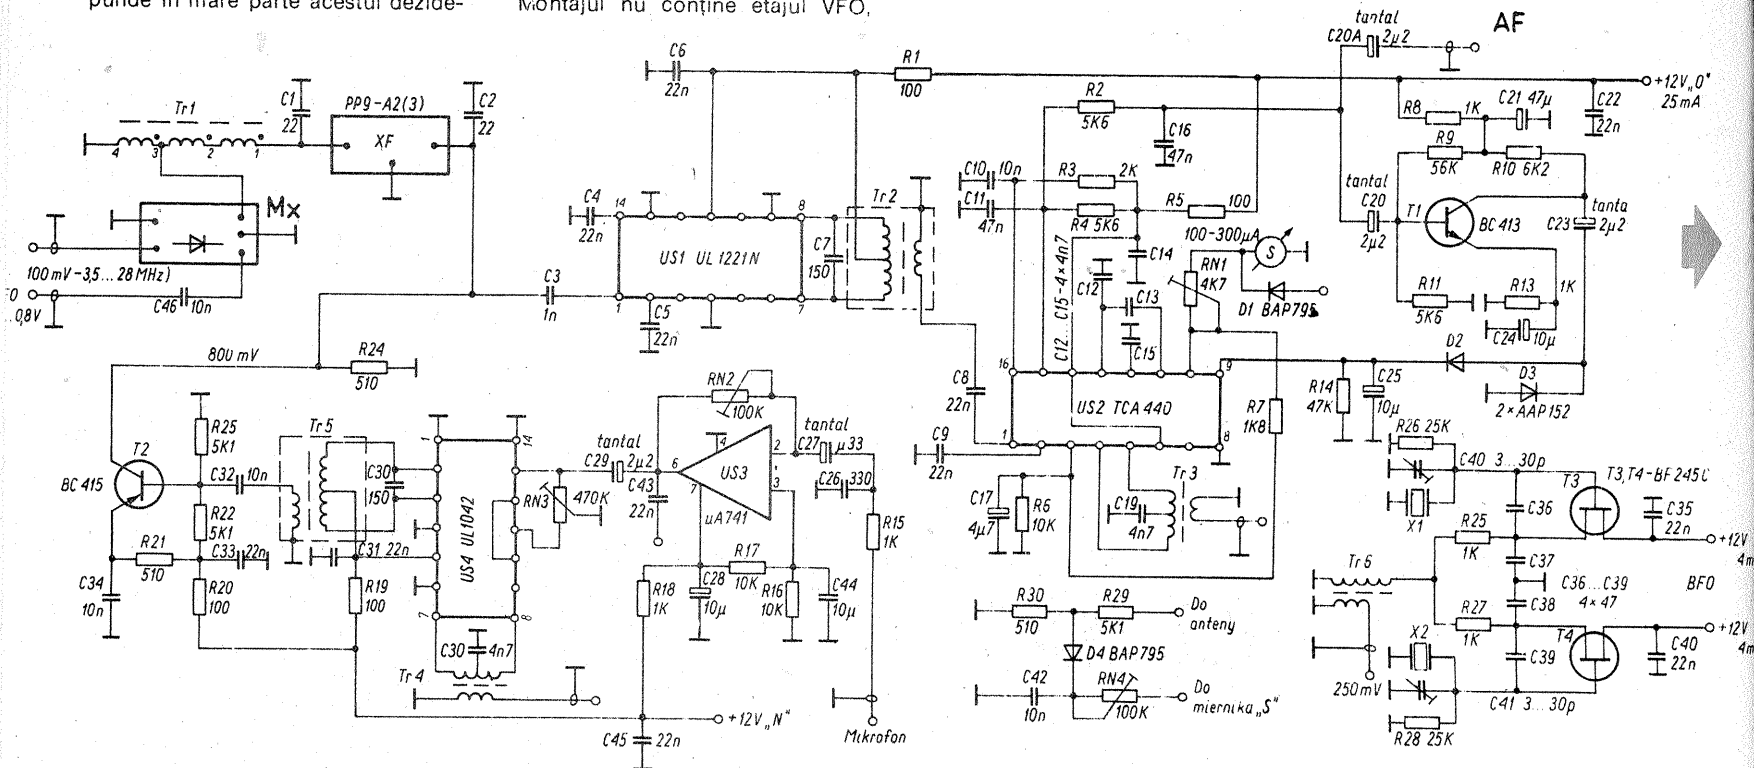 punde în mare parte acestui dezide-
Montajul nu conține etajul VFO,
AF
tantal
C20A 2µ2
+12V„O"
25mA
C6
22n
R1
100
R2
5K6
C16
47n
R8 1K
C21 47µ
C22
22n
R9
56K
R10 6K2
Tr1
4 3 2 1
C1
22
PP9-A2(3)
XF
C2
22
Mx
100 mV-3,5...28 MHz)
0,8V
C46 10n
C4
22n
14
8
US1 UL1221N
1
7
C3
1n
C5
22n
C7
150
Tr2
C10 10n
C11
47n
R3 2K
R4 5K6
R5 100
100-300µA
S
C14
C12...C15-4×4n7
C12
C13
C15
RN1
4K7
D1 BAP795
tantal
C20
2µ2
T1
BC 413
tanta
C23 2µ2
R11
5K6
R13 1K
C24 10µ
D2
D3
2×AAP152
R14
47K
C25
10µ
C8
22n
16
9
US2 TCA 440
1
8
C9
22n
R7
1K8
C17
4µ7
R6
10K
C19
4n7
Tr3
800 mV
R24
510
R25
5K1
T2
BC 415
C32 10n
R22
5K1
R21
510
C33 22n
C34
10n
R20
100
Tr5
C30
150
C31 22n
R19
100
1
14
US4 UL1042
7
8
C30 4n7
Tr4
RN2
100K
tantal
C29 2µ2
RN3
470K
C43
22n
6
4
US3
2
3
7
µA741
tantal
C27 µ33
C26 330
R15
1K
R18
1K
C28
10µ
R17
10K
R16
10K
C44
10µ
+12V„N"
C45 22n
Mikrofon
R30
510
R29
5K1
Do
anteny
D4 BAP795
C42
10n
RN4
100K
Do
miernika„S"
R26 25K
C40 3...30p
X1
T3
T3,T4-BF245C
C35
22n
C36
R25
1K
C37
+12V
Tr6
C36...C39
4×47
BFO
C38
R27
1K
X2
C39
T4
+12V
C40
22n
250mV
C41 3...30p
R28 25K